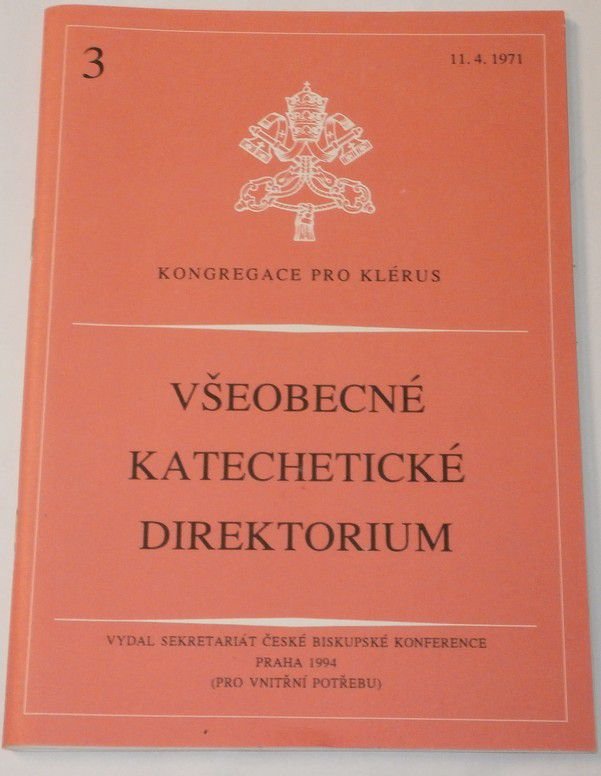 3
11. 4. 1971
KONGREGACE PRO KLÉRUS
VŠEOBECNÉ
KATECHETICKÉ
DIREKTORIUM
VYDAL SEKRETARIÁT ČESKÉ BISKUPSKÉ KONFERENCE
PRAHA 1994
(PRO VNITŘNÍ POTŘEBU)